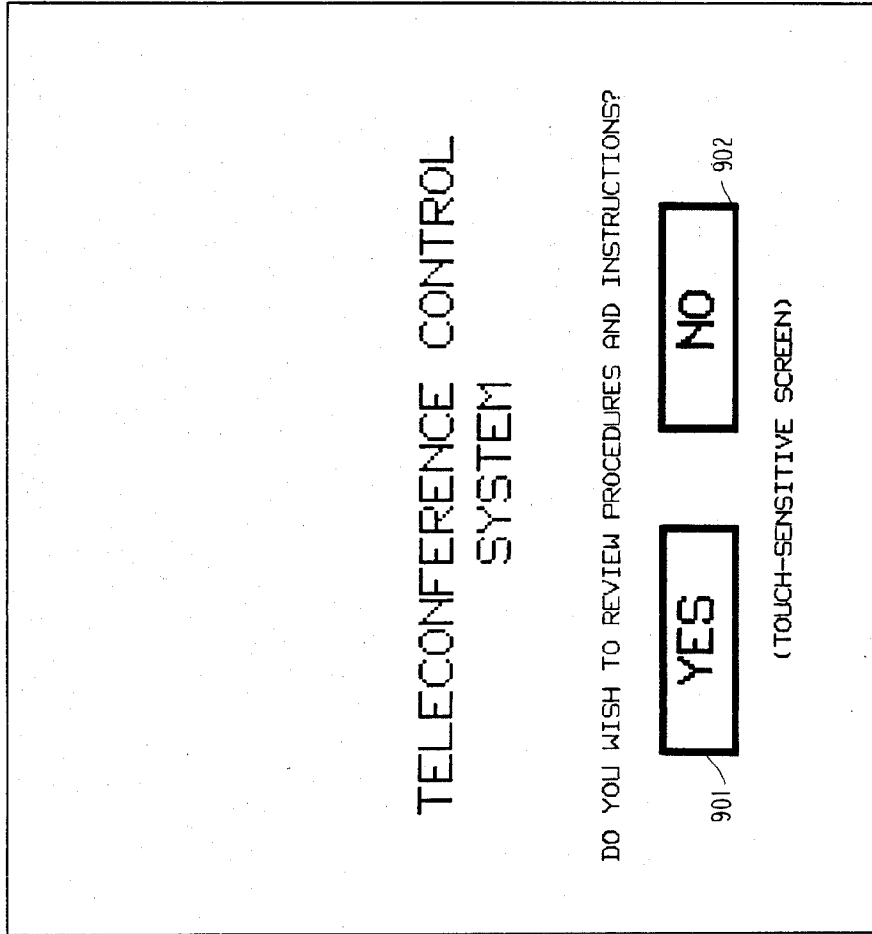 TELECONFERENCE CONTROL
SYSTEM
DO YOU WISH TO REVIEW PROCEDURES AND INSTRUCTIONS?
YES
NO
901
902
(TOUCH-SENSITIVE SCREEN)